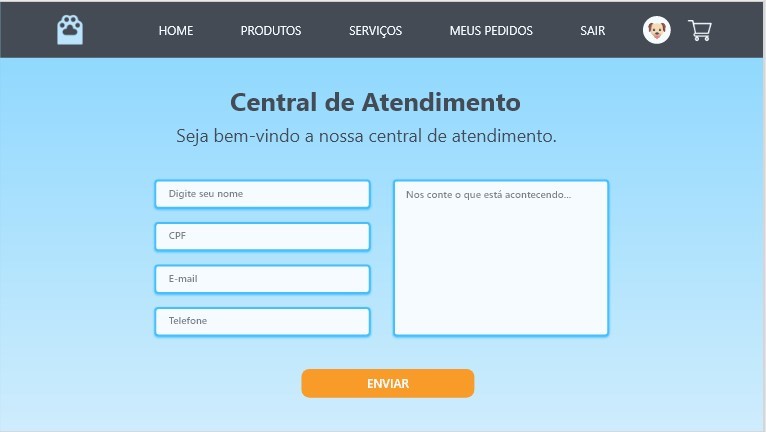 HOME PRODUTOS SERVIÇOS MEUS PEDIDOS SAIR
Central de Atendimento
Seja bem-vindo a nossa central de atendimento.
Digite seu nome
CPF
E-mail
Telefone
Nos conte o que está acontecendo...
ENVIAR